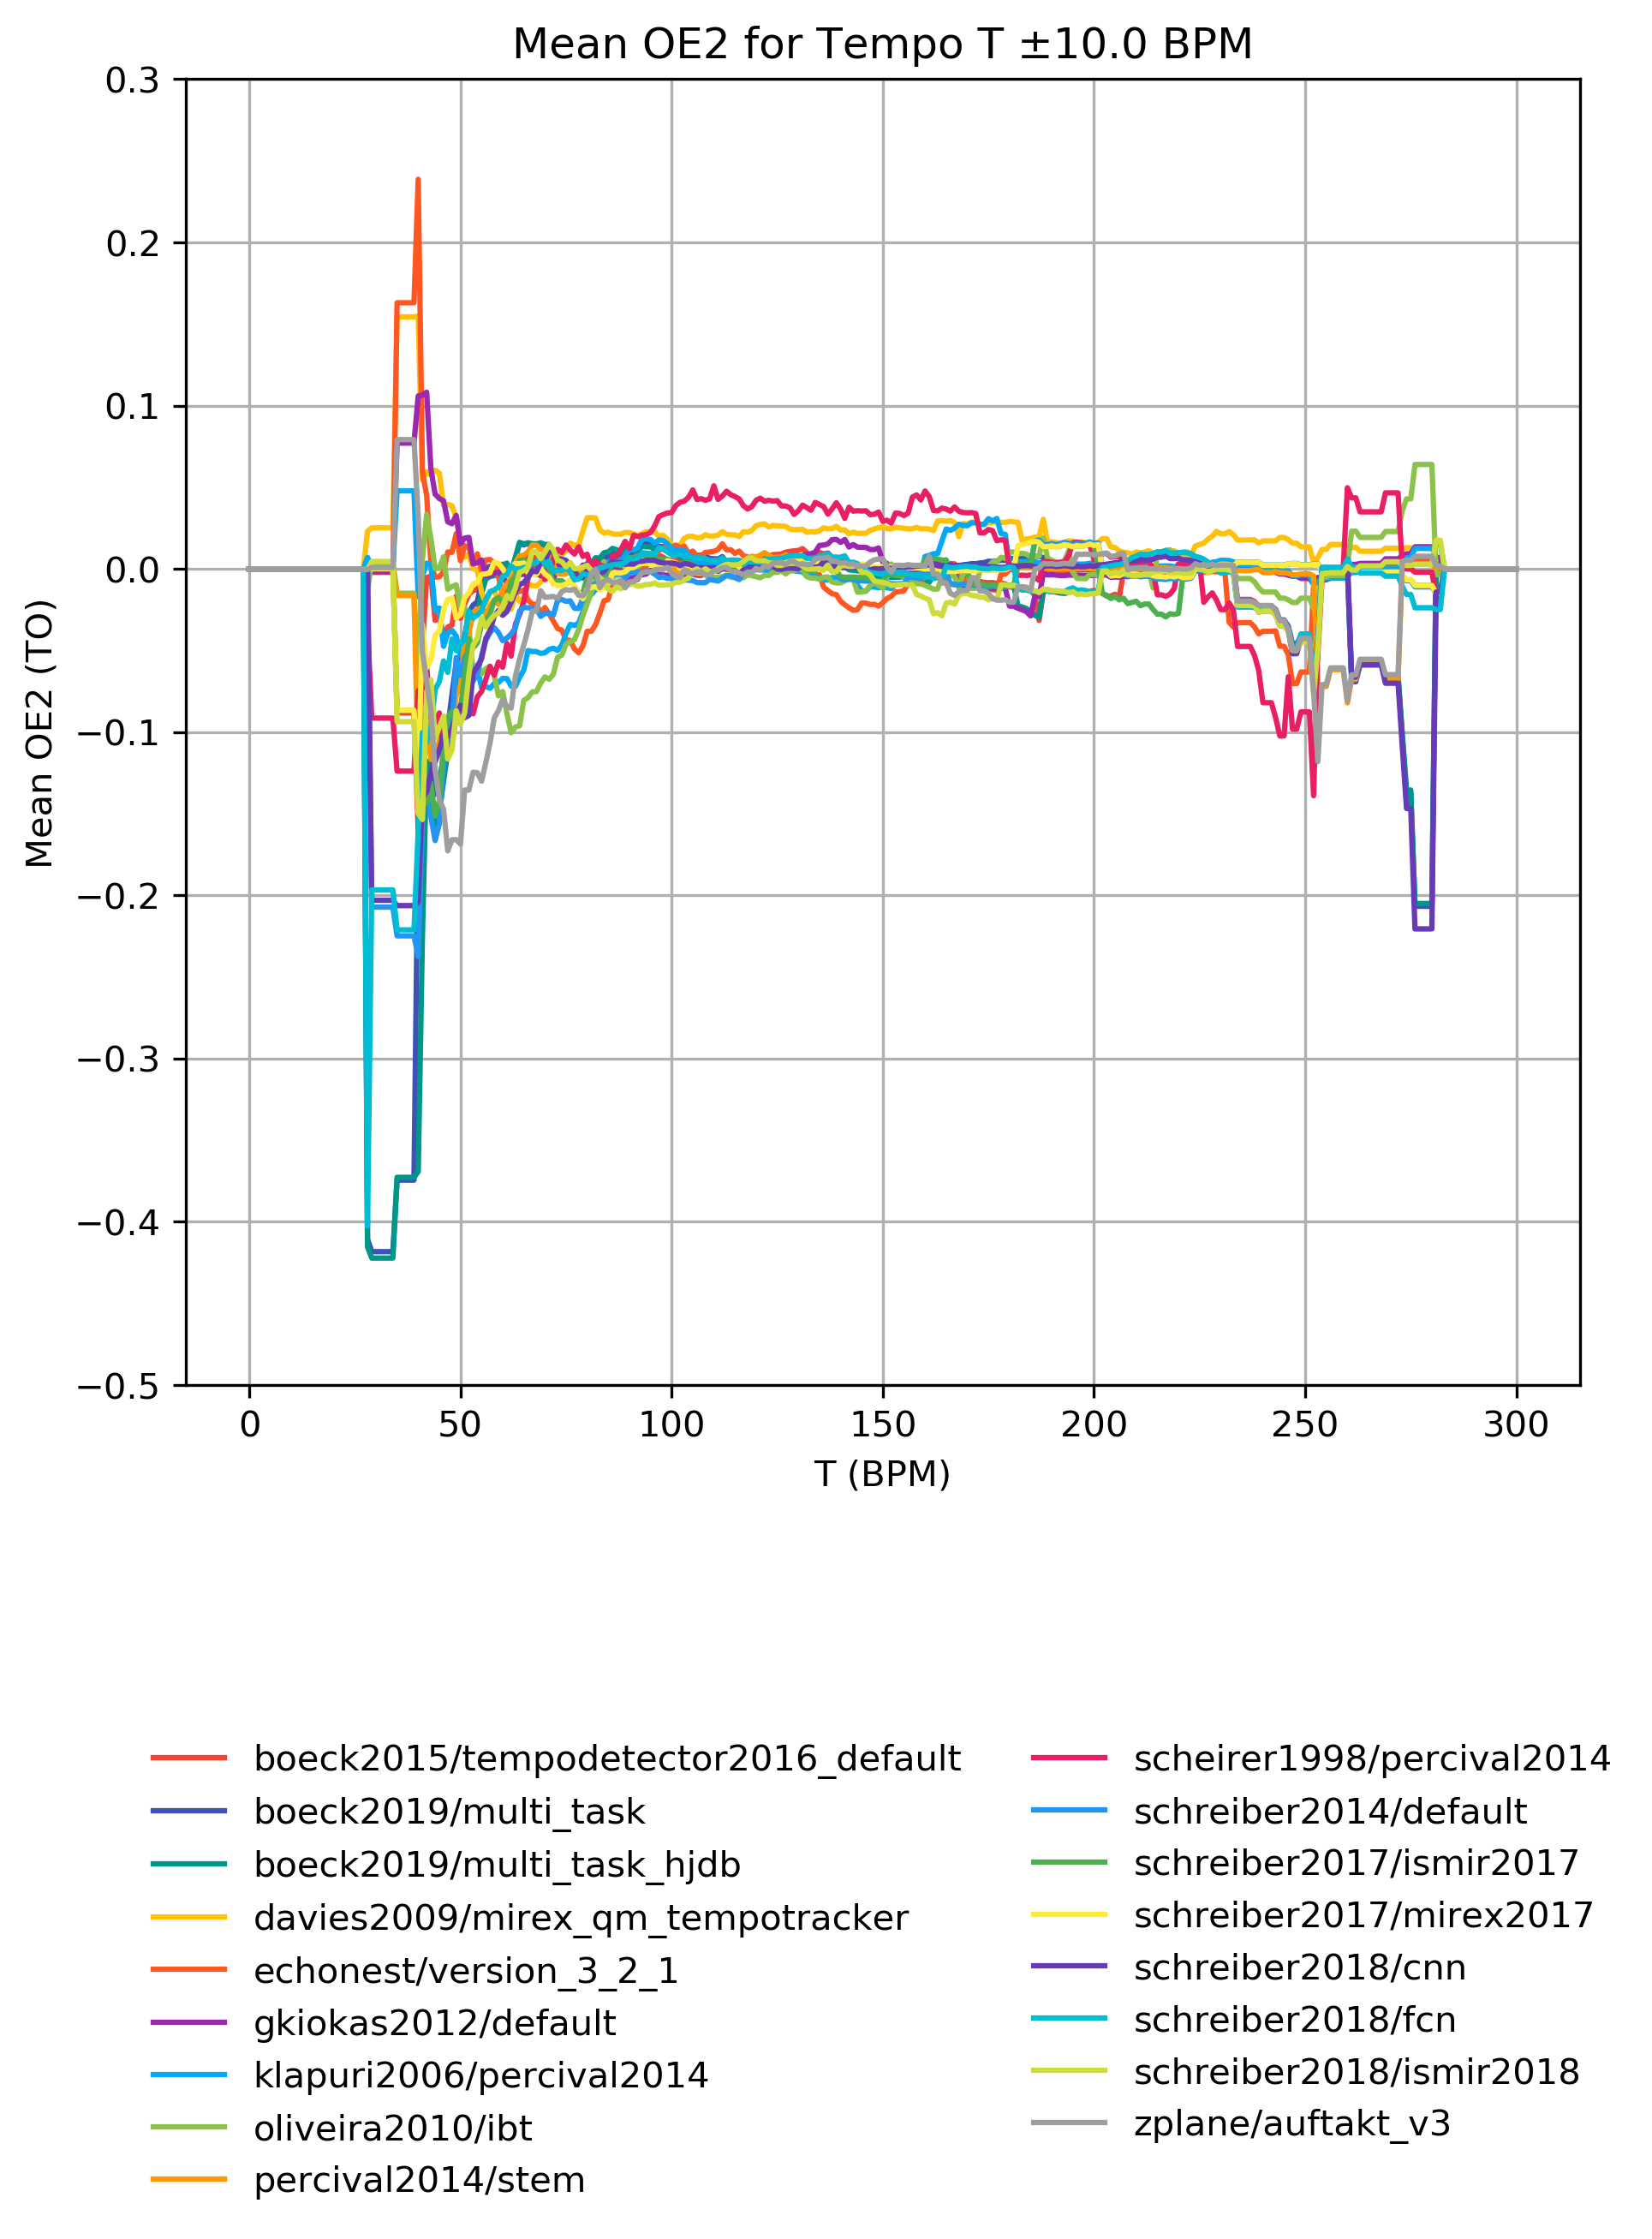 Mean OE2 for Tempo T ±10.0 BPM
0.3
0.2
0.1
0.0
−0.1
−0.2
−0.3
−0.4
−0.5
Mean OE2 (TO)
0 50 100 150 200 250 300
T (BPM)
boeck2015/tempodetector2016_default
boeck2019/multi_task
boeck2019/multi_task_hjdb
davies2009/mirex_qm_tempotracker
echonest/version_3_2_1
gkiokas2012/default
klapuri2006/percival2014
oliveira2010/ibt
percival2014/stem
scheirer1998/percival2014
schreiber2014/default
schreiber2017/ismir2017
schreiber2017/mirex2017
schreiber2018/cnn
schreiber2018/fcn
schreiber2018/ismir2018
zplane/auftakt_v3